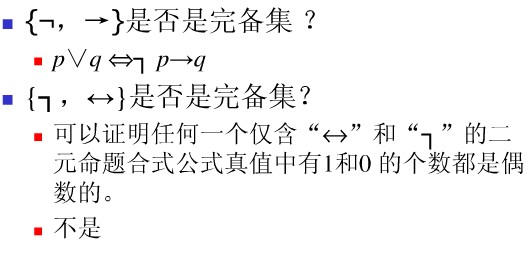 {¬，→}是否是完备集？
p∨q ⇔┐p→q
{┓，↔}是否是完备集？
可以证明任何一个仅含“↔”和“┓”的二
元命题合式公式真值中有1和0 的个数都是偶
数的。
不是